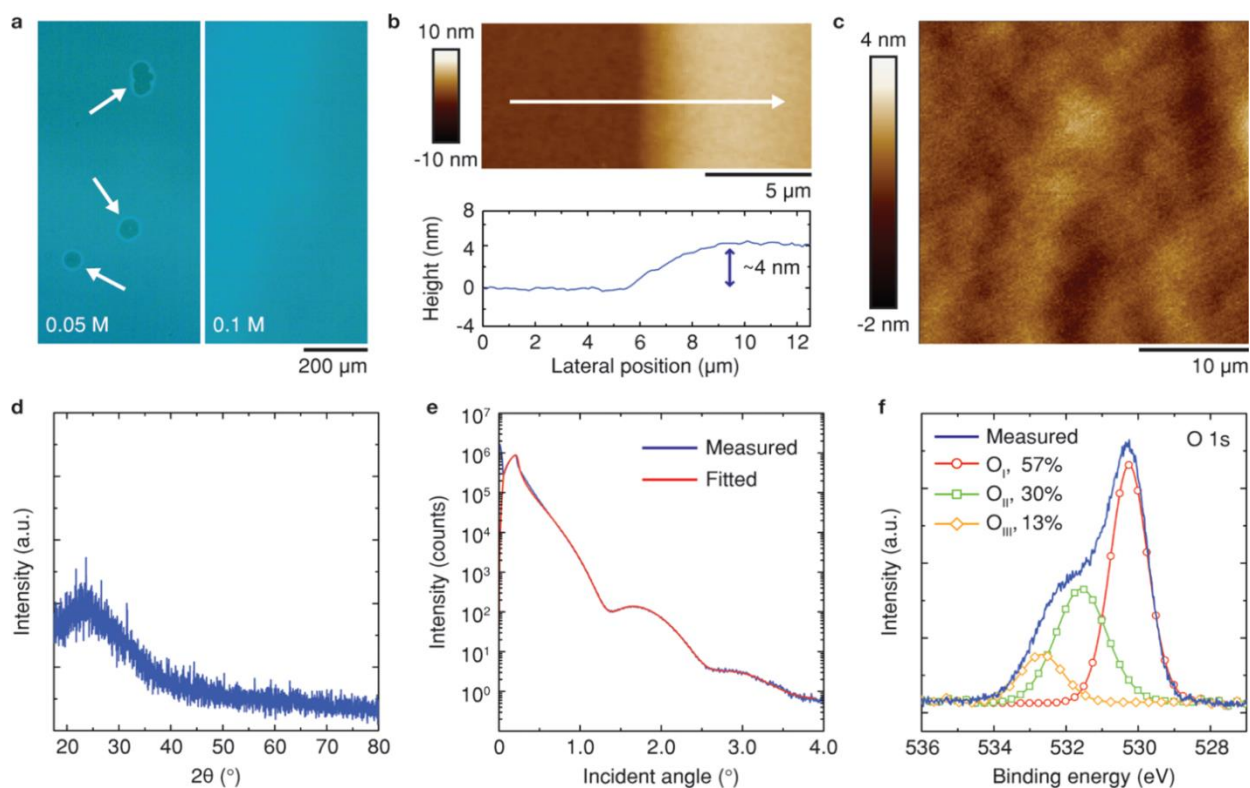 a
0.05 M
0.1 M
200 µm
b
10 nm
-10 nm
5 µm
Height (nm)
8
4
0
-4
~4 nm
0 2 4 6 8 10 12
Lateral position (µm)
c
4 nm
-2 nm
10 µm
d
Intensity (a.u.)
20 30 40 50 60 70 80
2θ (°)
e
Intensity (counts)
10⁷
10⁶
10⁵
10⁴
10³
10²
10¹
10⁰
Measured
Fitted
0 1.0 2.0 3.0 4.0
Incident angle (°)
f
Intensity (a.u.)
Measured
O 1s
O_I, 57%
O_II, 30%
O_III, 13%
536 534 532 530 528
Binding energy (eV)